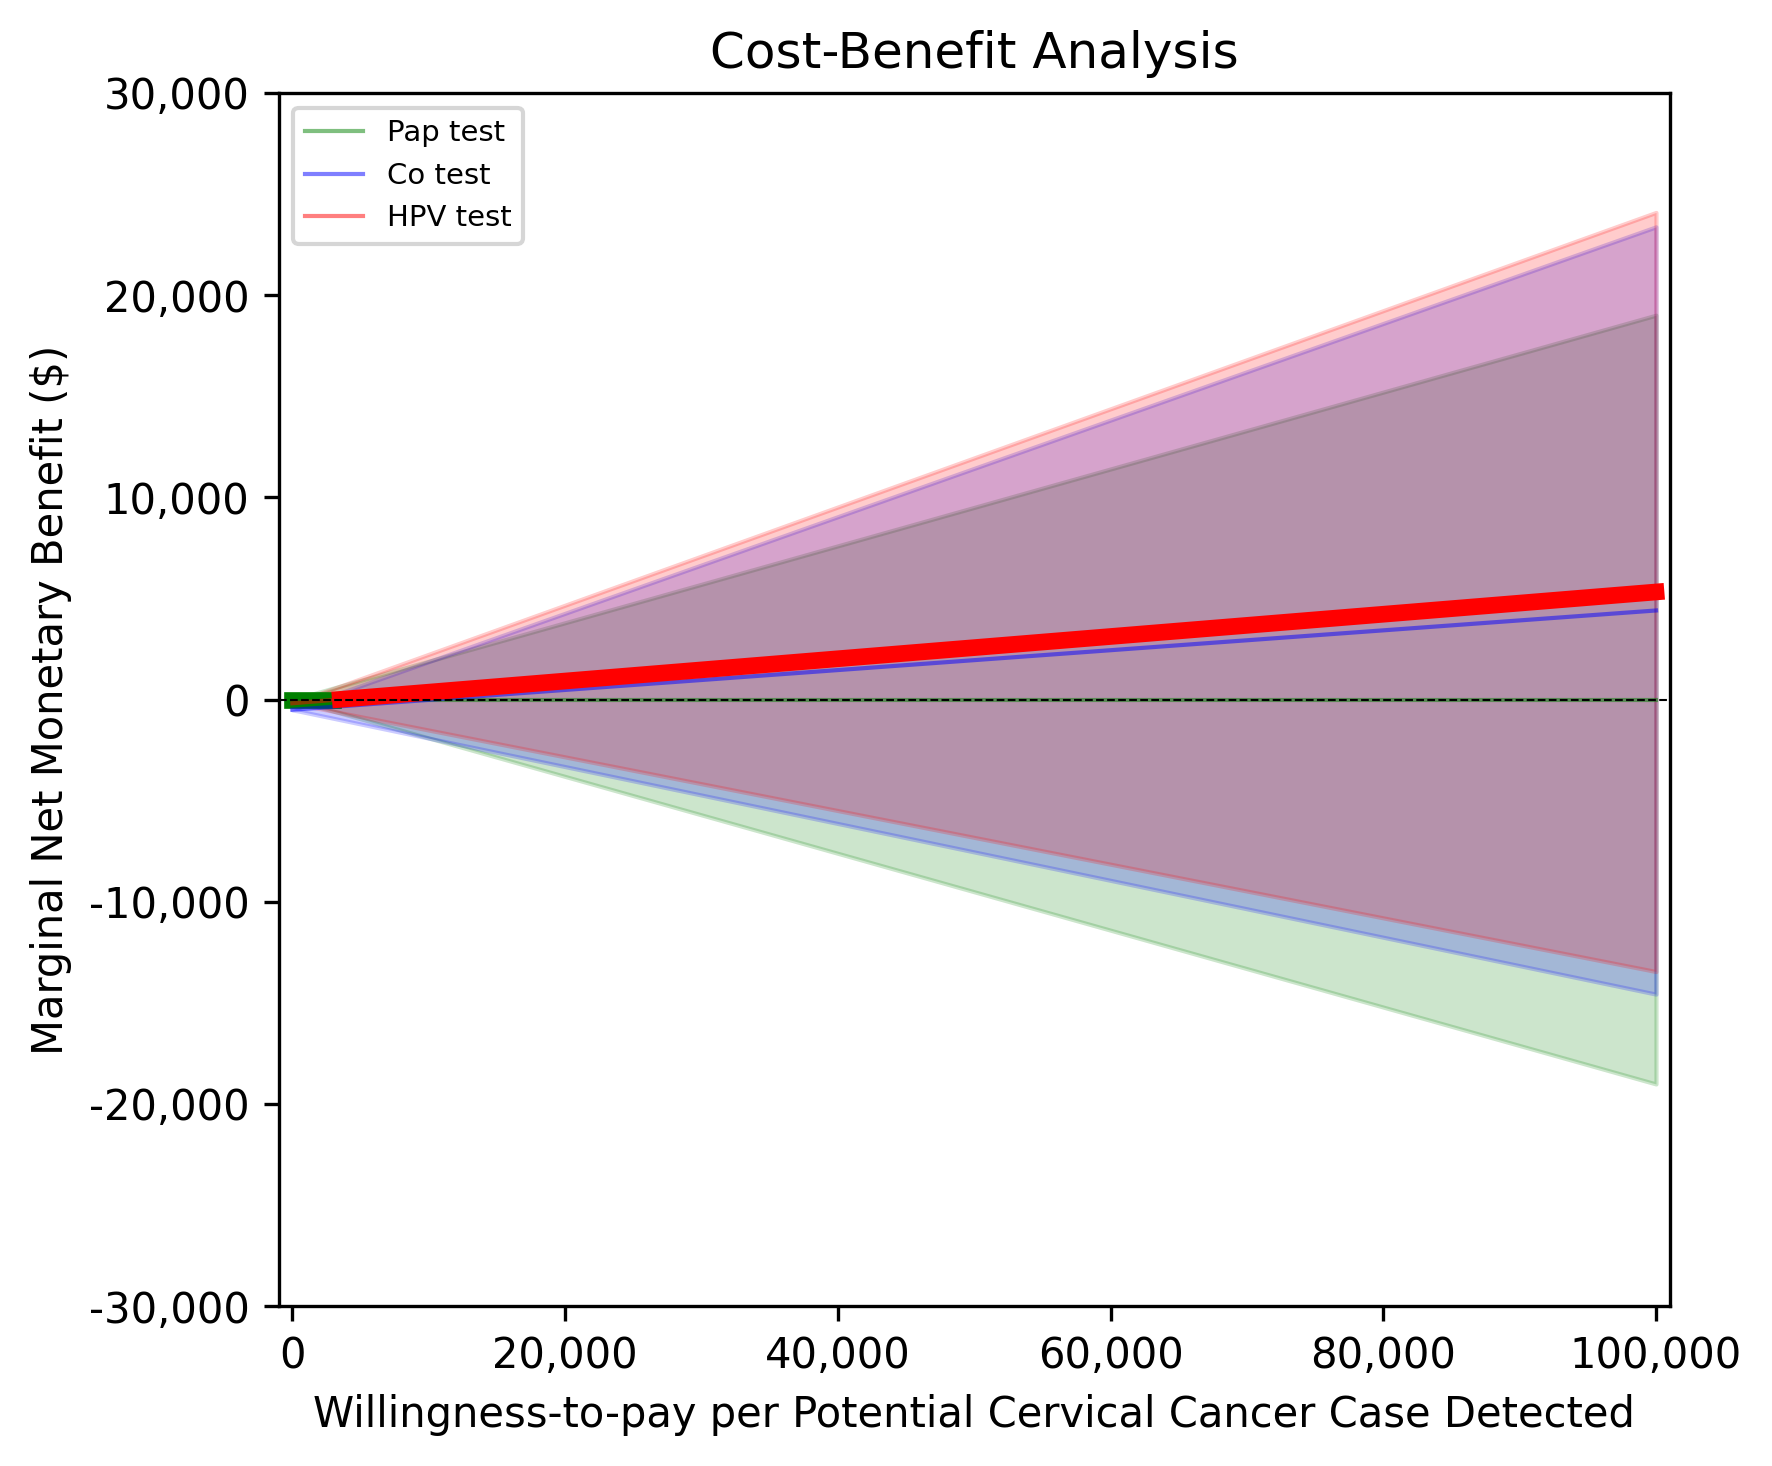 Cost-Benefit Analysis
30,000
20,000
10,000
0
-10,000
-20,000
-30,000
Marginal Net Monetary Benefit ($)
Pap test
Co test
HPV test
0 20,000 40,000 60,000 80,000 100,000
Willingness-to-pay per Potential Cervical Cancer Case Detected